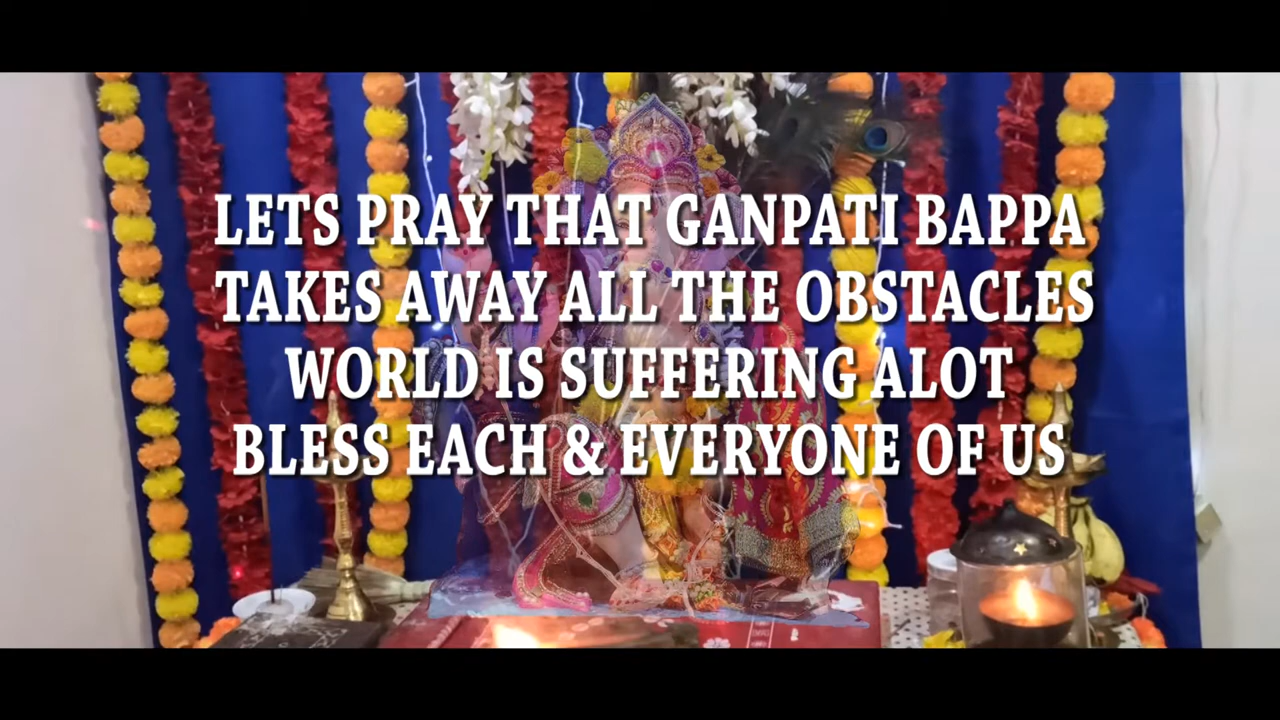 LETS PRAY THAT GANPATI BAPPA
TAKES AWAY ALL THE OBSTACLES
WORLD IS SUFFERING ALOT
BLESS EACH & EVERYONE OF US